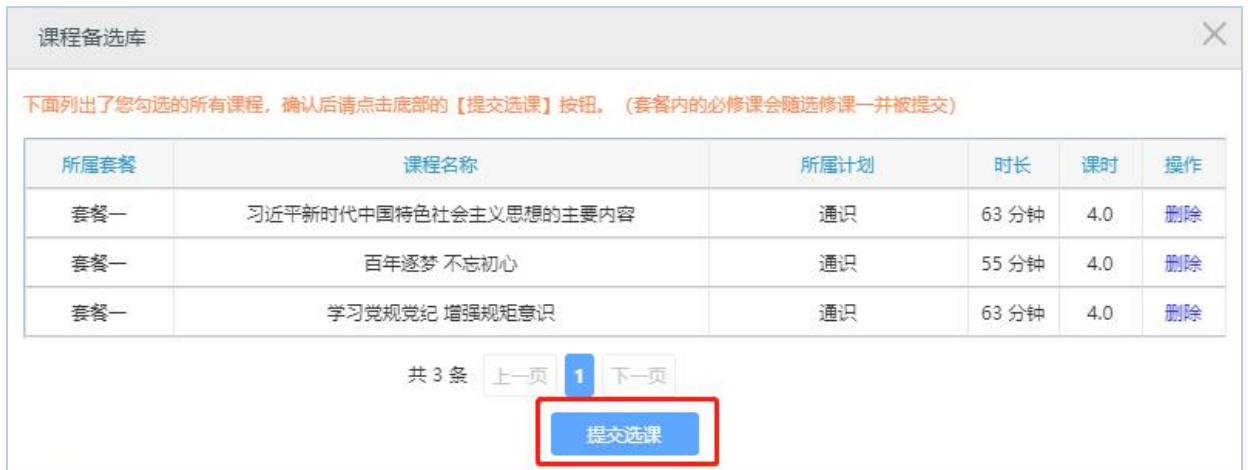 课程备选库
下面列出了您勾选的所有课程，确认后请点击底部的【提交选课】按钮。（套餐内的必修课会随选修课一并被提交）
所属套餐 课程名称 所属计划 时长 课时 操作
套餐一 习近平新时代中国特色社会主义思想的主要内容 通识 63 分钟 4.0 删除
套餐一 百年逐梦 不忘初心 通识 55 分钟 4.0 删除
套餐一 学习党规党纪 增强规矩意识 通识 63 分钟 4.0 删除
共 3 条 上一页 1 下一页
提交选课